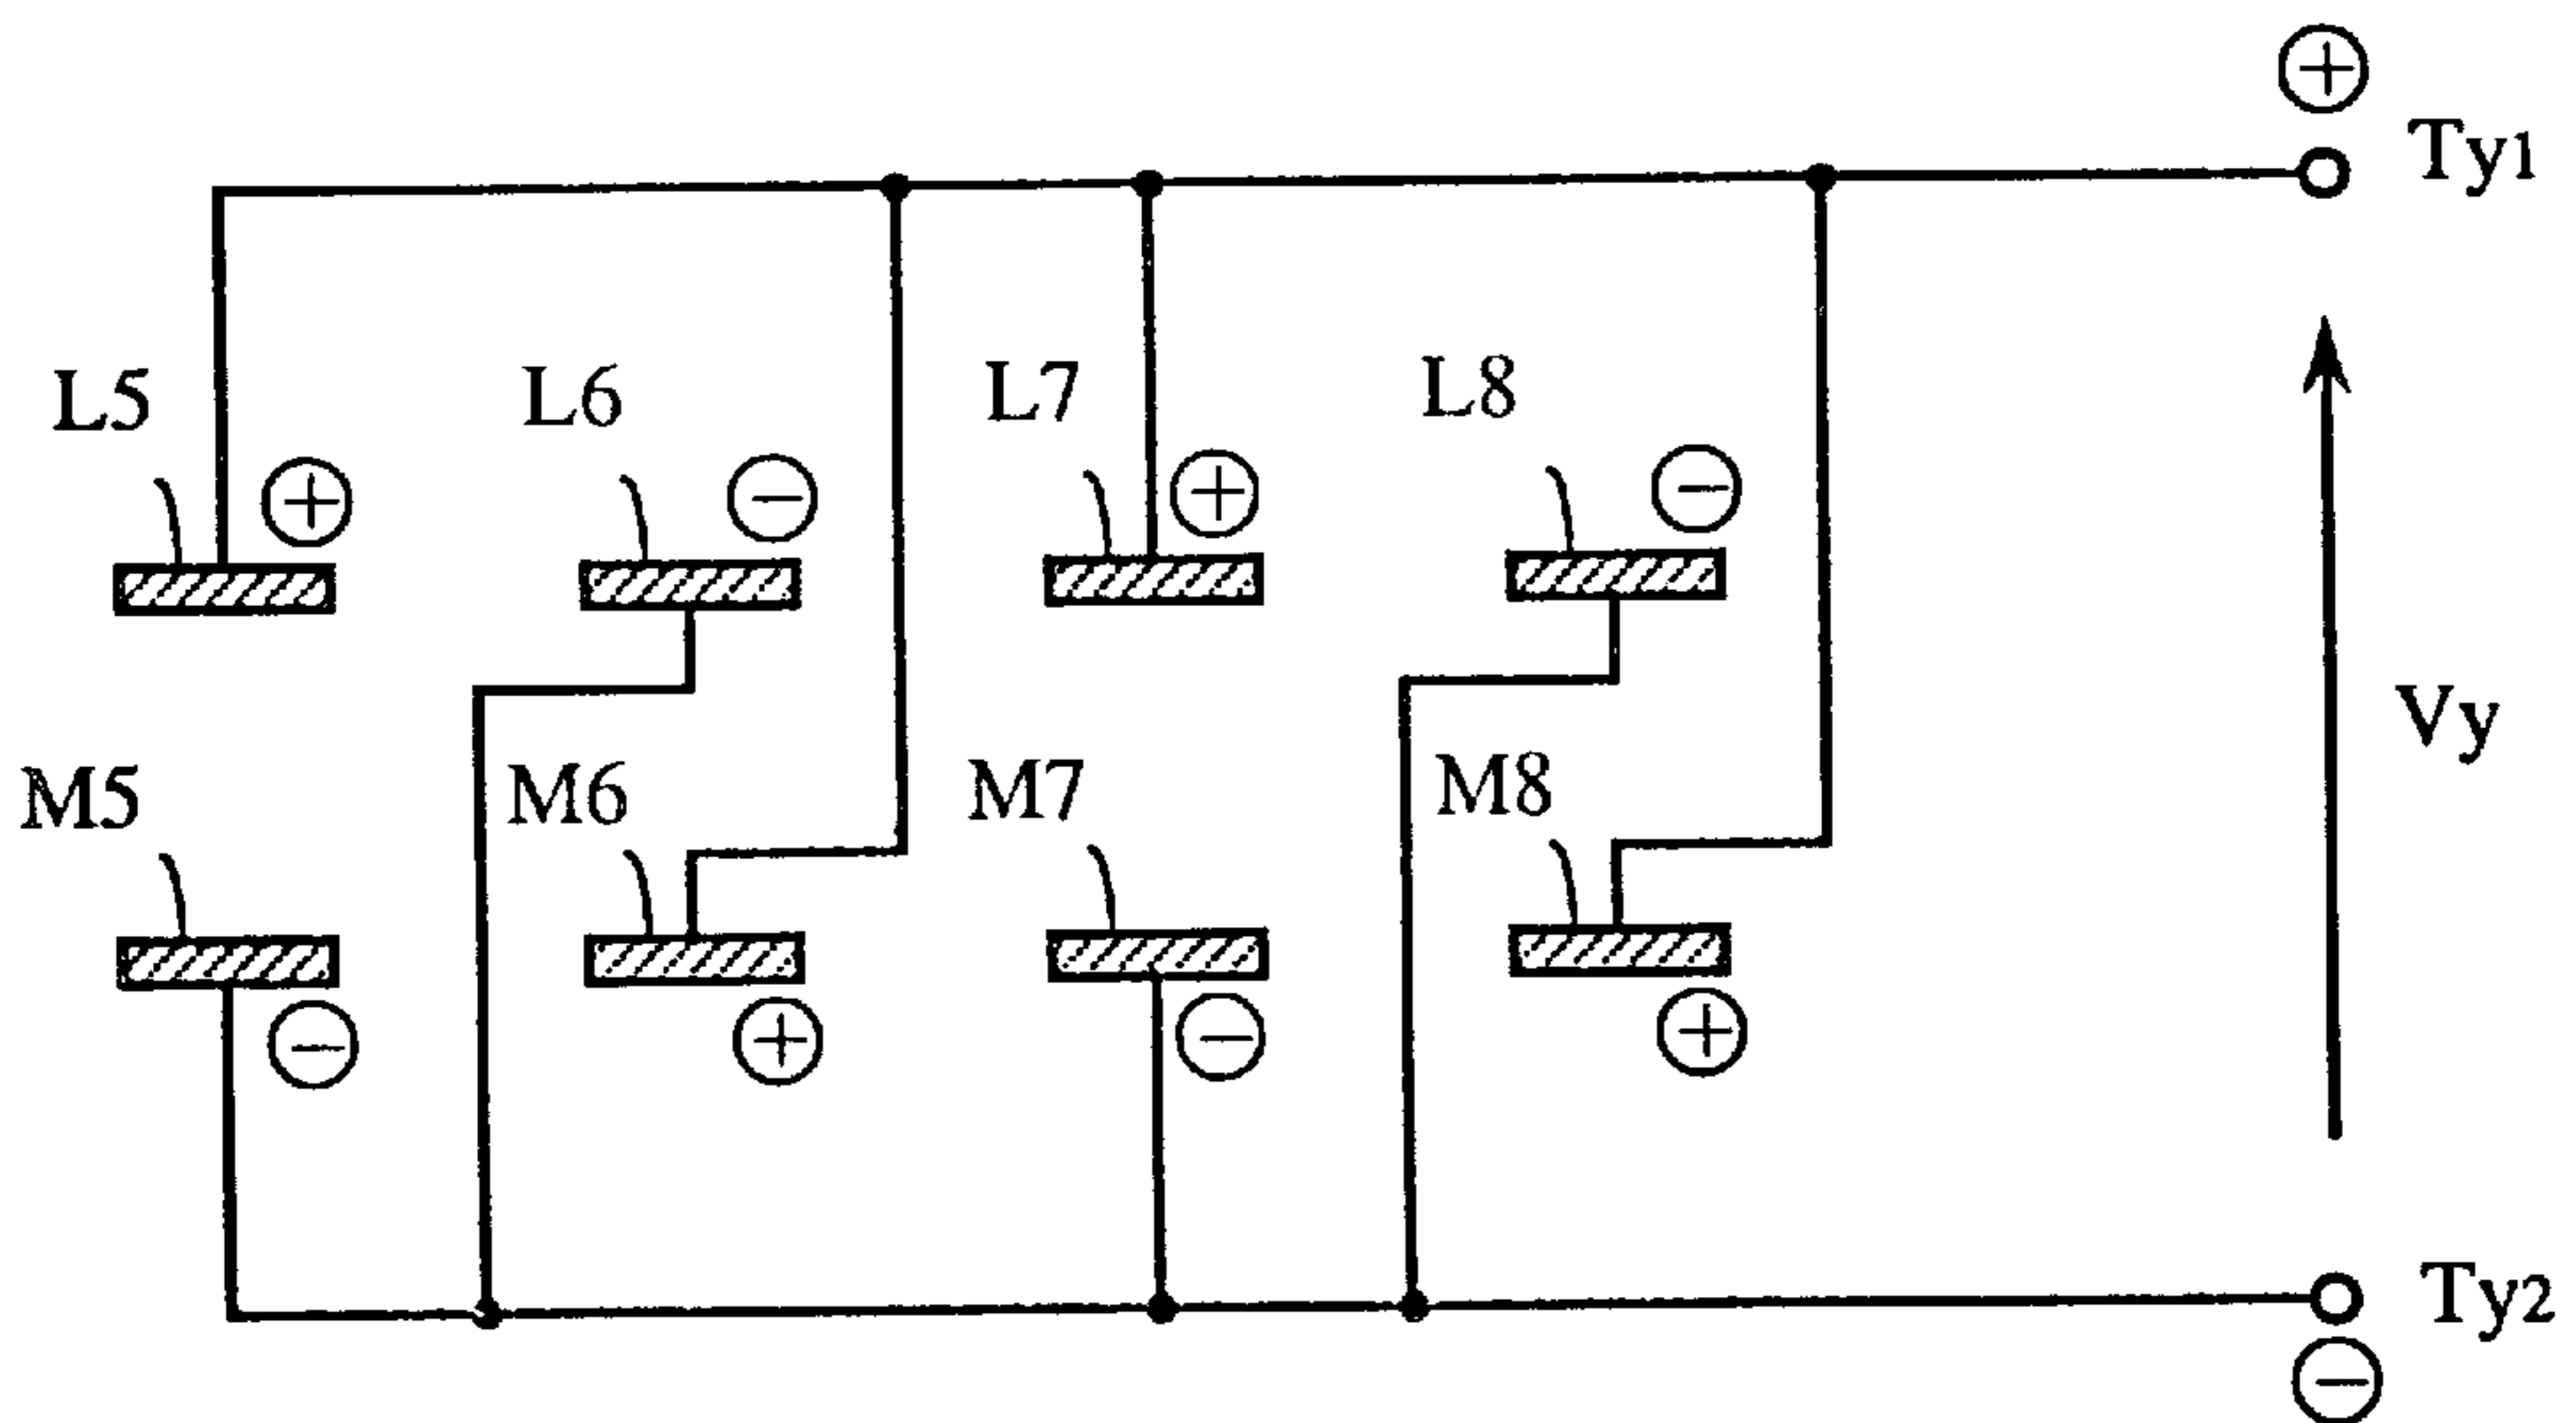 ⊕
Ty1
L5 ⊕ L6 ⊖ L7 ⊕ L8 ⊖
Vy
M5 ⊖ M6 ⊕ M7 ⊖ M8 ⊕
Ty2
⊖